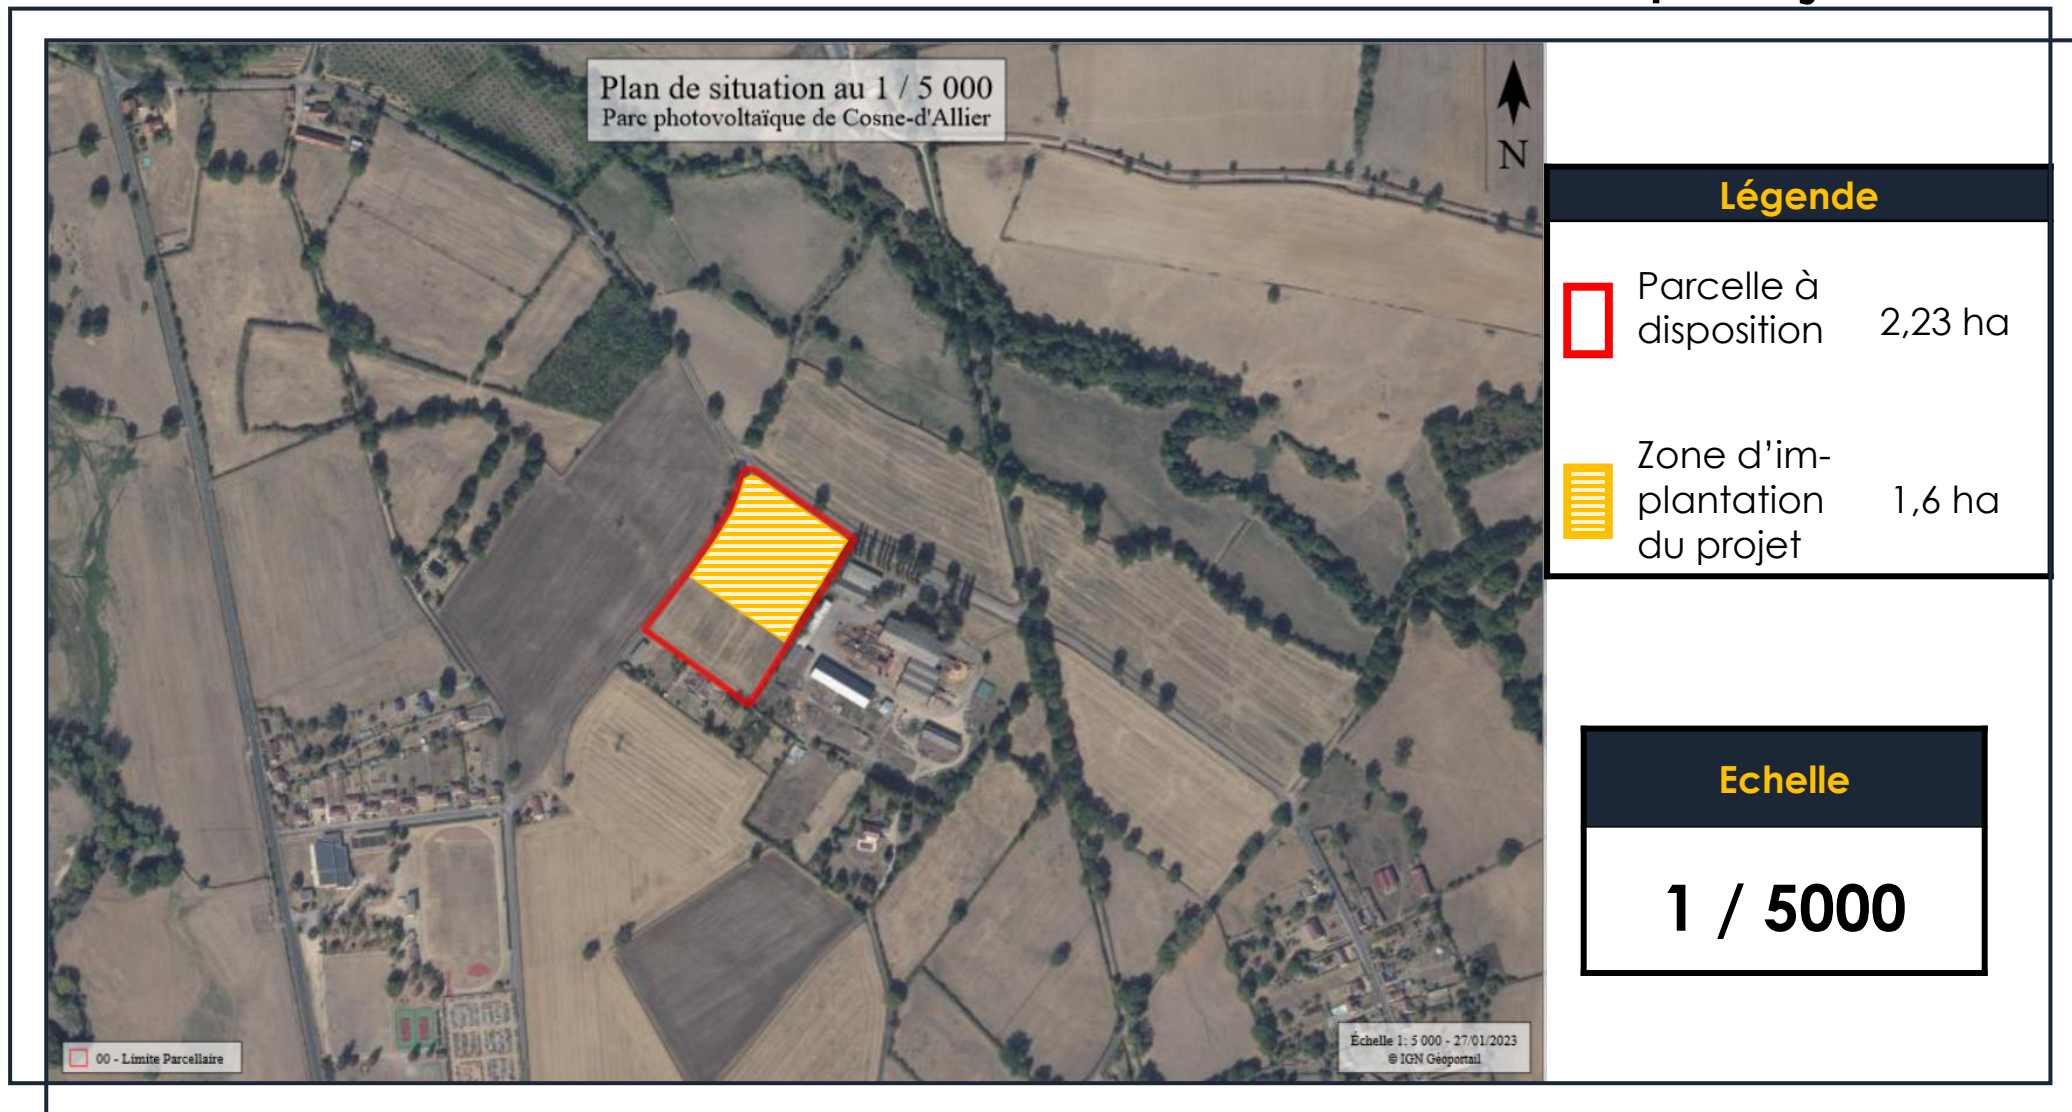 Plan de situation au 1 / 5 000
Parc photovoltaïque de Cosne-d'Allier
N
Légende
Parcelle à
disposition
2,23 ha
Zone d'im-
plantation
du projet
1,6 ha
Echelle
1 / 5000
00 - Limite Parcellaire
Échelle 1: 5 000 - 27/01/2023
© IGN Géoportail